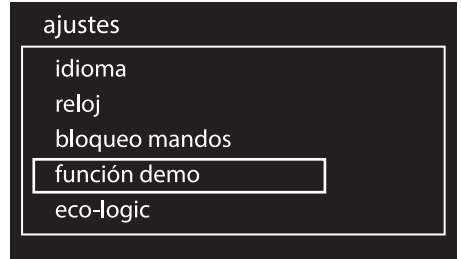 ajustes
idioma
reloj
bloqueo mandos
función demo
eco-logic